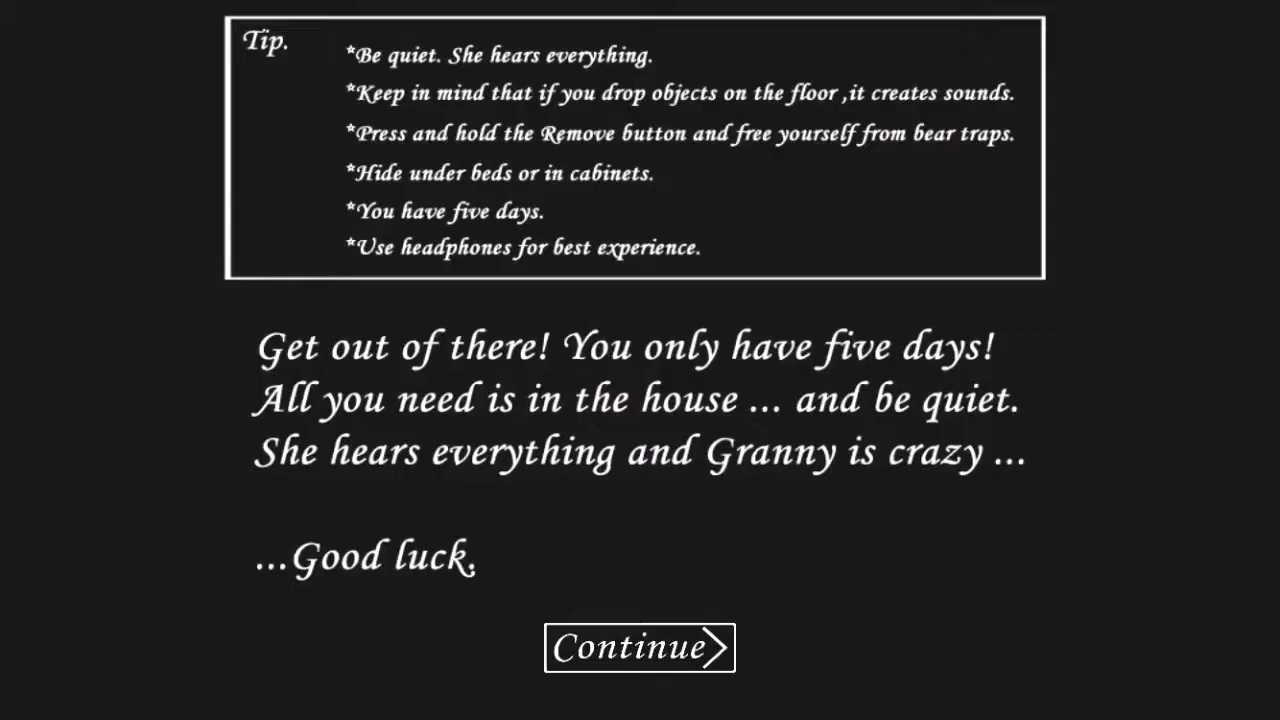 Tip.
*Be quiet. She hears everything.
*Keep in mind that if you drop objects on the floor ,it creates sounds.
*Press and hold the Remove button and free yourself from bear traps.
*Hide under beds or in cabinets.
*You have five days.
*Use headphones for best experience.
Get out of there! You only have five days!
All you need is in the house ... and be quiet.
She hears everything and Granny is crazy ...
...Good luck.
Continue>